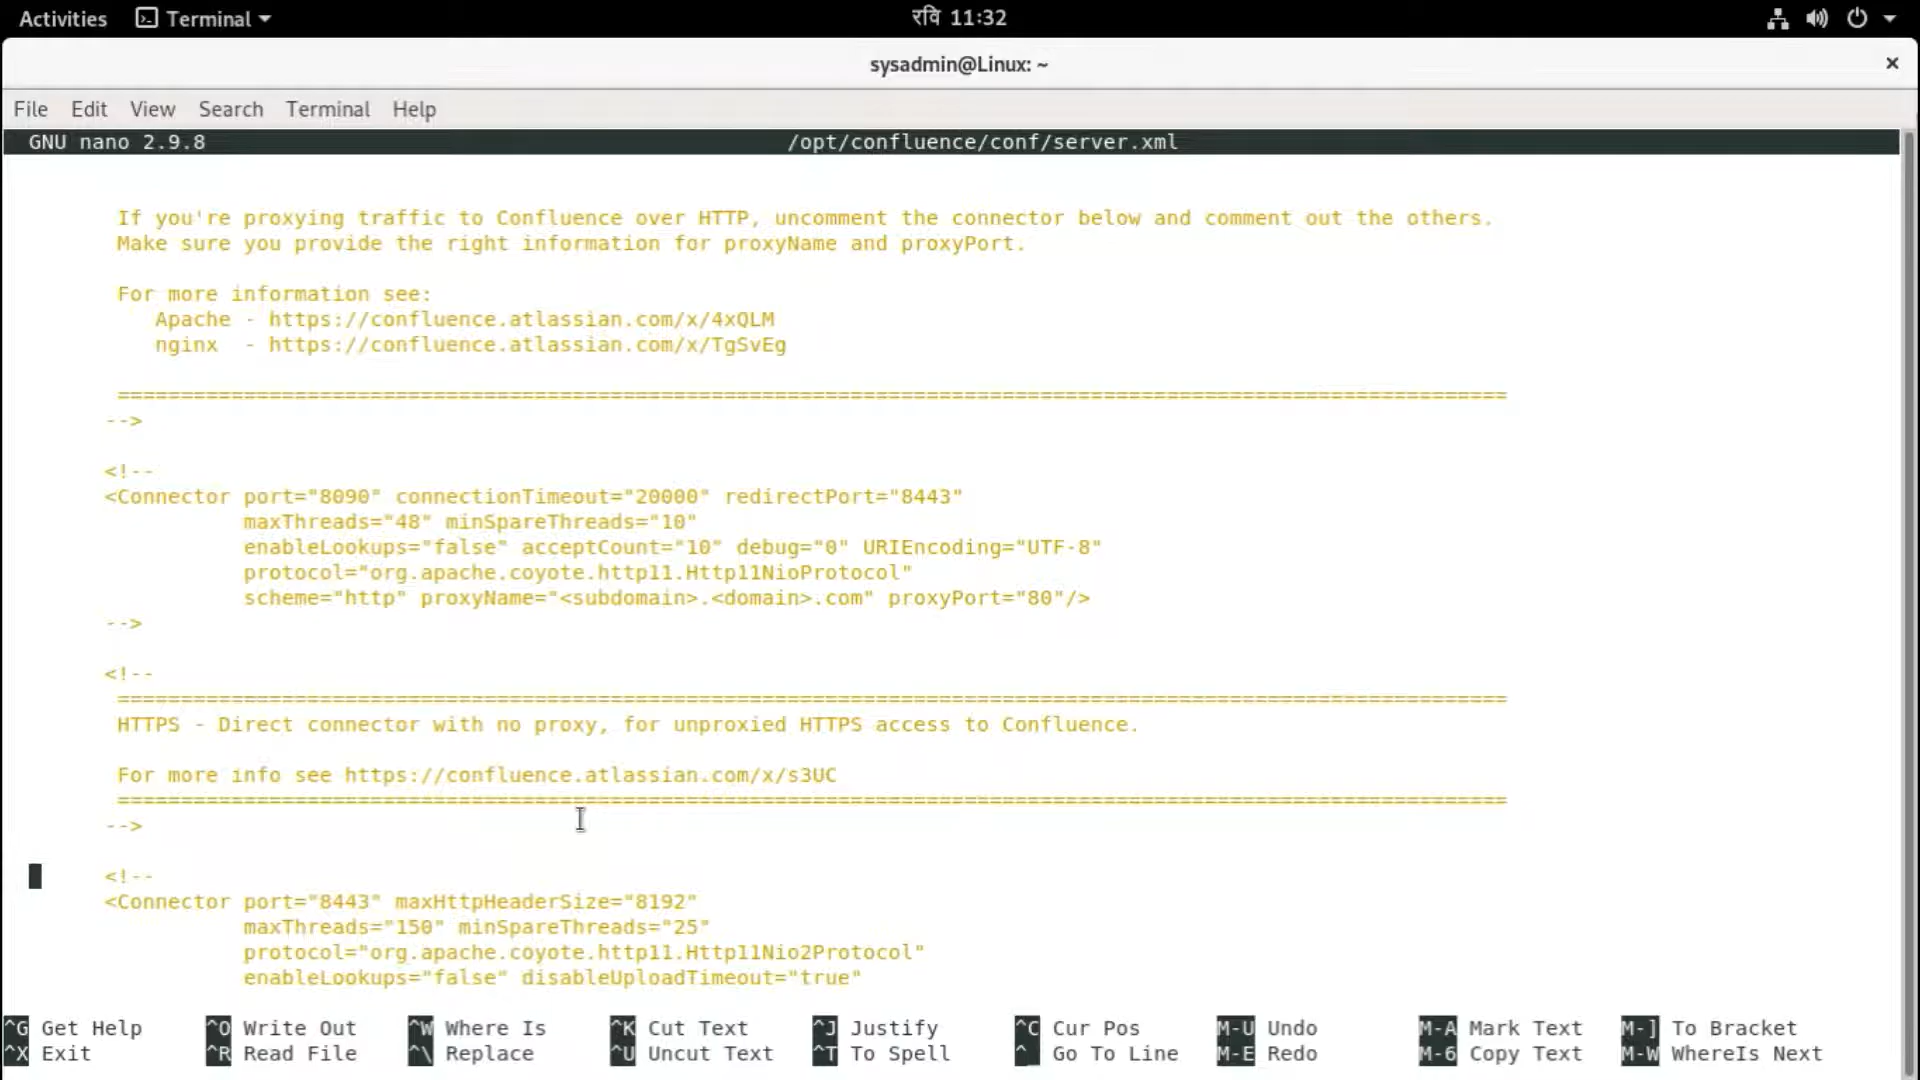 Activities Terminal रवि 11:32
sysadmin@Linux: ~ ×
File Edit View Search Terminal Help
GNU nano 2.9.8 /opt/confluence/conf/server.xml
If you're proxying traffic to Confluence over HTTP, uncomment the connector below and comment out the others.
Make sure you provide the right information for proxyName and proxyPort.
For more information see:
Apache - https://confluence.atlassian.com/x/4xQLM
nginx  - https://confluence.atlassian.com/x/TgSvEg
==============================================================================================================
-->
<!--
<Connector port="8090" connectionTimeout="20000" redirectPort="8443"
maxThreads="48" minSpareThreads="10"
enableLookups="false" acceptCount="10" debug="0" URIEncoding="UTF-8"
protocol="org.apache.coyote.http11.Http11NioProtocol"
scheme="http" proxyName="<subdomain>.<domain>.com" proxyPort="80"/>
-->
<!--
==============================================================================================================
HTTPS - Direct connector with no proxy, for unproxied HTTPS access to Confluence.
For more info see https://confluence.atlassian.com/x/s3UC
==============================================================================================================
-->
<!--
<Connector port="8443" maxHttpHeaderSize="8192"
maxThreads="150" minSpareThreads="25"
protocol="org.apache.coyote.http11.Http11Nio2Protocol"
enableLookups="false" disableUploadTimeout="true"
^G Get Help ^O Write Out ^W Where Is ^K Cut Text ^J Justify ^C Cur Pos M-U Undo M-A Mark Text M-] To Bracket
^X Exit ^R Read File ^\ Replace ^U Uncut Text ^T To Spell ^_ Go To Line M-E Redo M-6 Copy Text M-W WhereIs Next